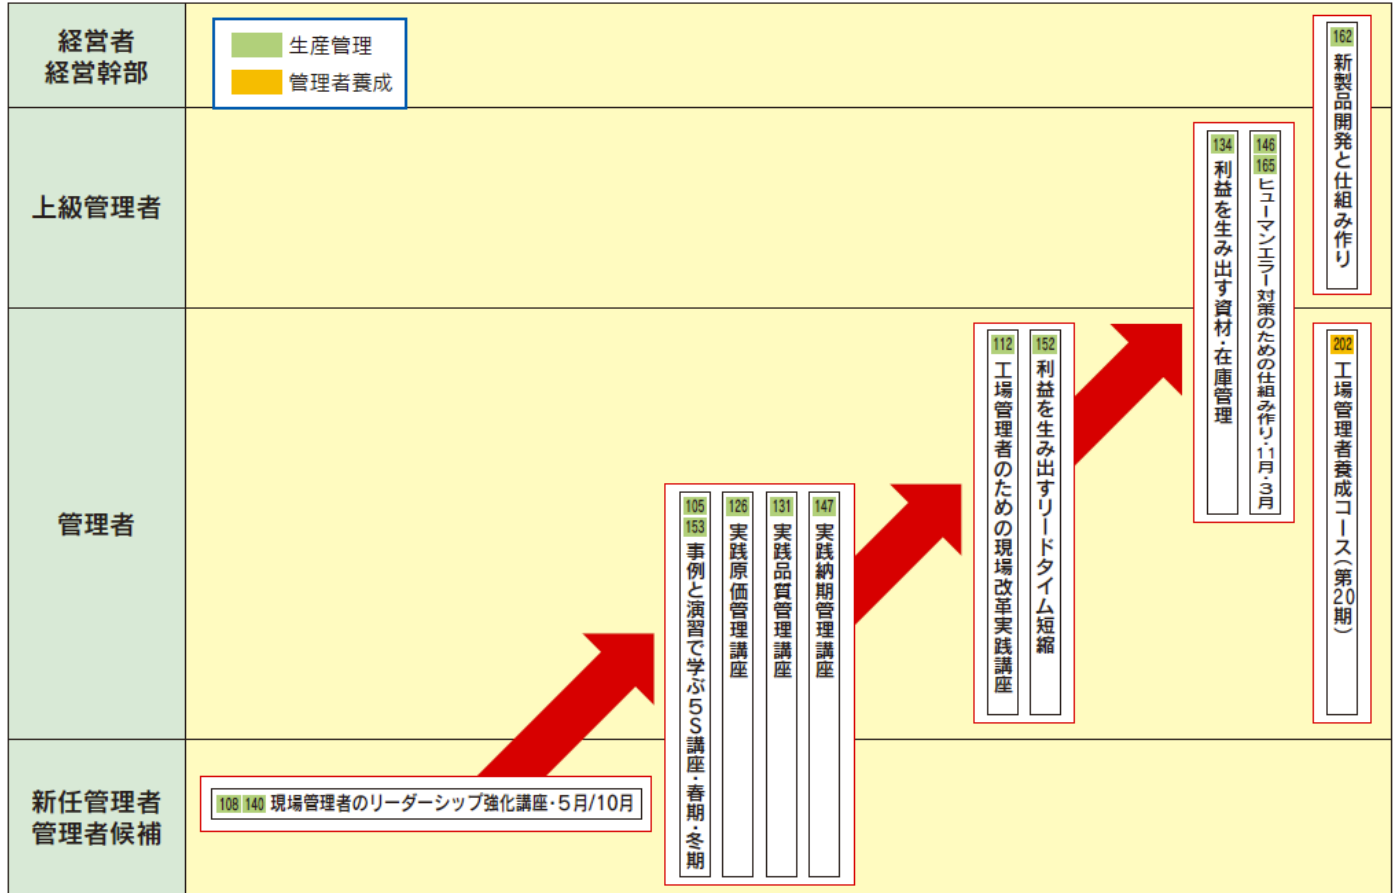 経営者
経営幹部
生産管理
管理者養成
上級管理者
管理者
新任管理者
管理者候補
108 140 現場管理者のリーダーシップ強化講座・5月/10月
105
153
事例と演習で学ぶ5S講座・春期・冬期
126
実践原価管理講座
131
実践品質管理講座
147
実践納期管理講座
112
工場管理者のための現場改革実践講座
152
利益を生み出すリードタイム短縮
134
利益を生み出す資材・在庫管理
146
165
ヒューマンエラー対策のための仕組み作り・11月・3月
162
新製品開発と仕組み作り
202
工場管理者養成コース(第20期)